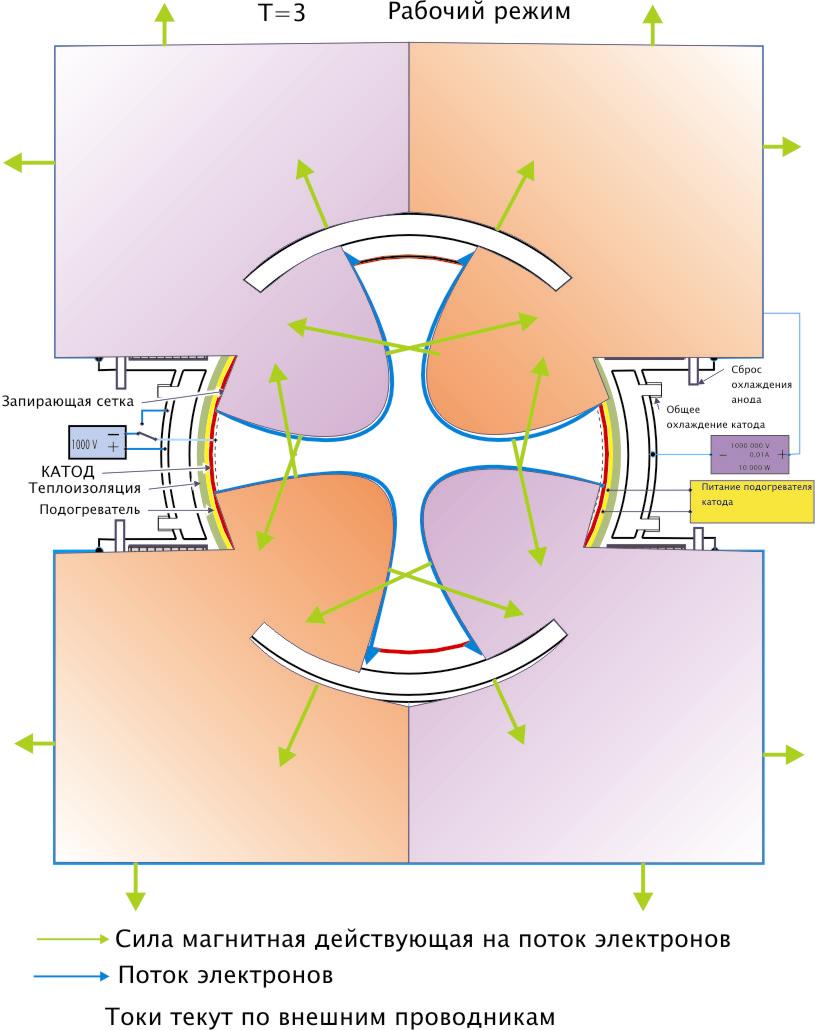 T=3 Рабочий режим
Сброс
охлаждения
анода
Запирающая сетка
Общее
охлаждение катода
1000 V − +
1000 000 V
0,01A
10 000 W
− +
КАТОД
Теплоизоляция
Подогреватель
Питание подогревателя
катода
Сила магнитная действующая на поток электронов
Поток электронов
Токи текут по внешним проводникам